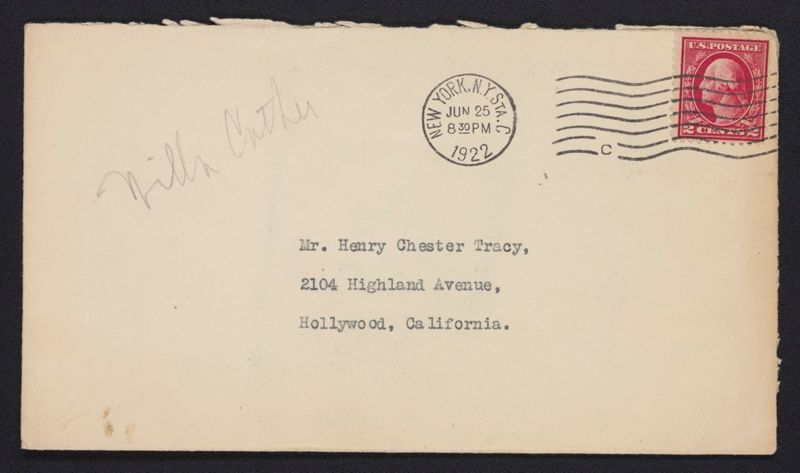 Willa Cather
NEW YORK, N.Y. STA. C
JUN 25
8 30 PM
1922
C
U.S. POSTAGE
2 CENTS 2
Mr. Henry Chester Tracy,
2104 Highland Avenue,
Hollywood, California.